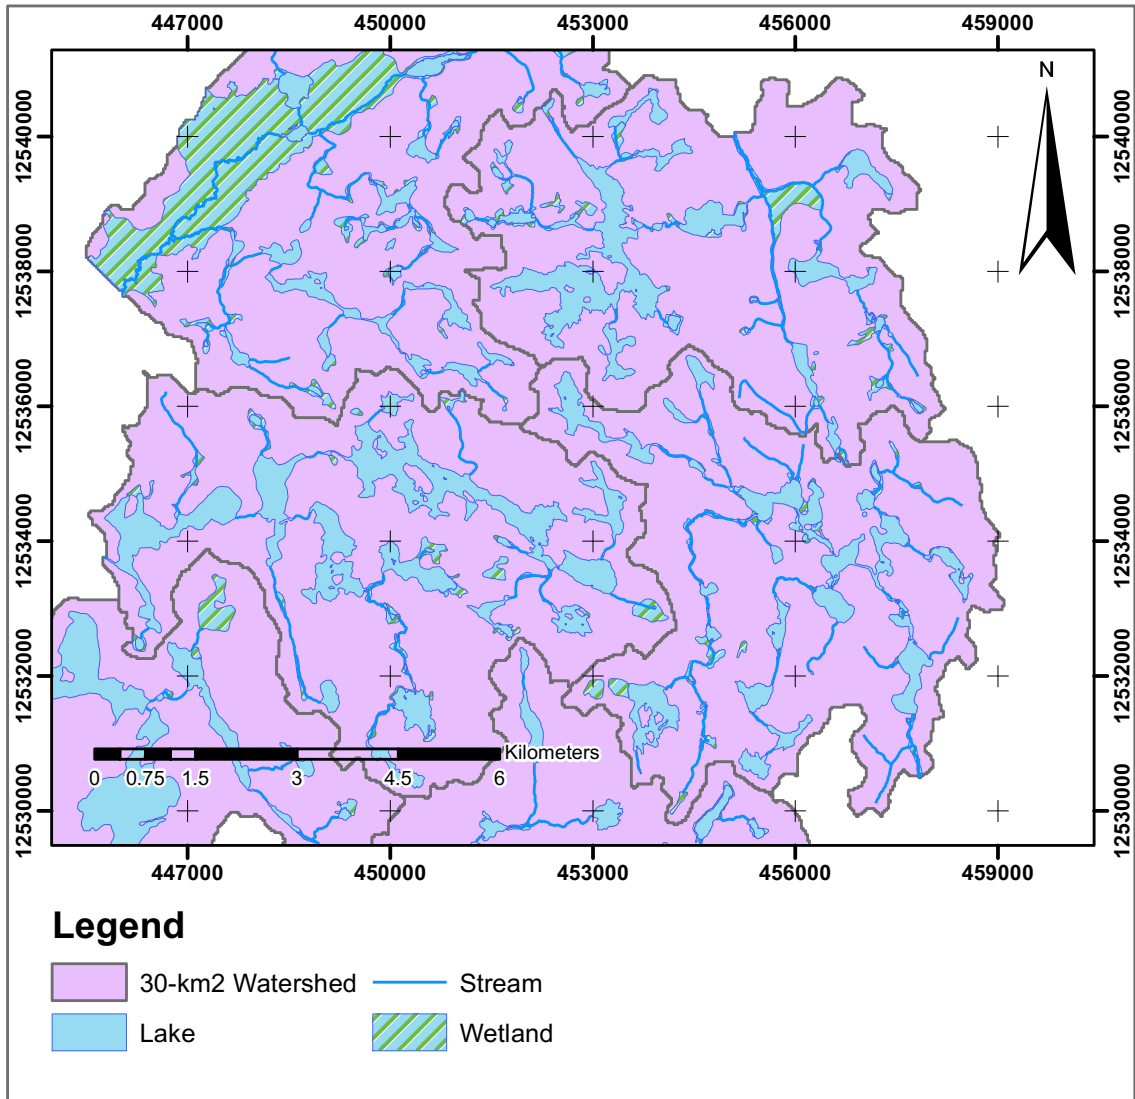 447000 450000 453000 456000 459000
N
12540000 12540000
12538000 12538000
12536000 12536000
12534000 12534000
12532000 12532000
12530000 12530000
Kilometers
0 0.75 1.5 3 4.5 6
447000 450000 453000 456000 459000
Legend
30-km2 Watershed Stream
Lake Wetland